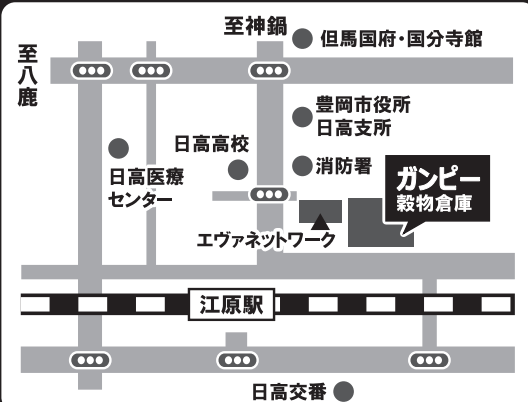 至神鍋
但馬国府・国分寺館
至八鹿
豊岡市役所
日高支所
日高高校
消防署
日高医療
センター
ガンピー
穀物倉庫
エヴァネットワーク
江原駅
日高交番